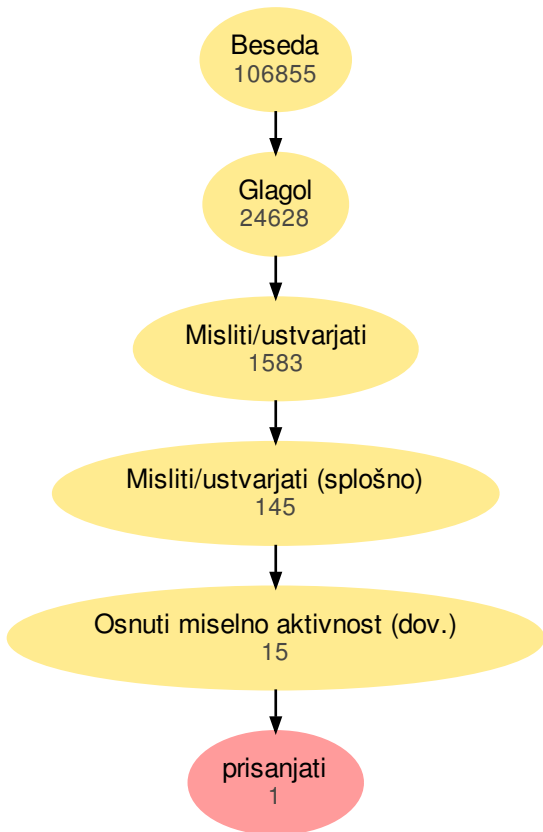 Beseda
106855
Glagol
24628
Misliti/ustvarjati
1583
Misliti/ustvarjati (splošno)
145
Osnuti miselno aktivnost (dov.)
15
prisanjati
1